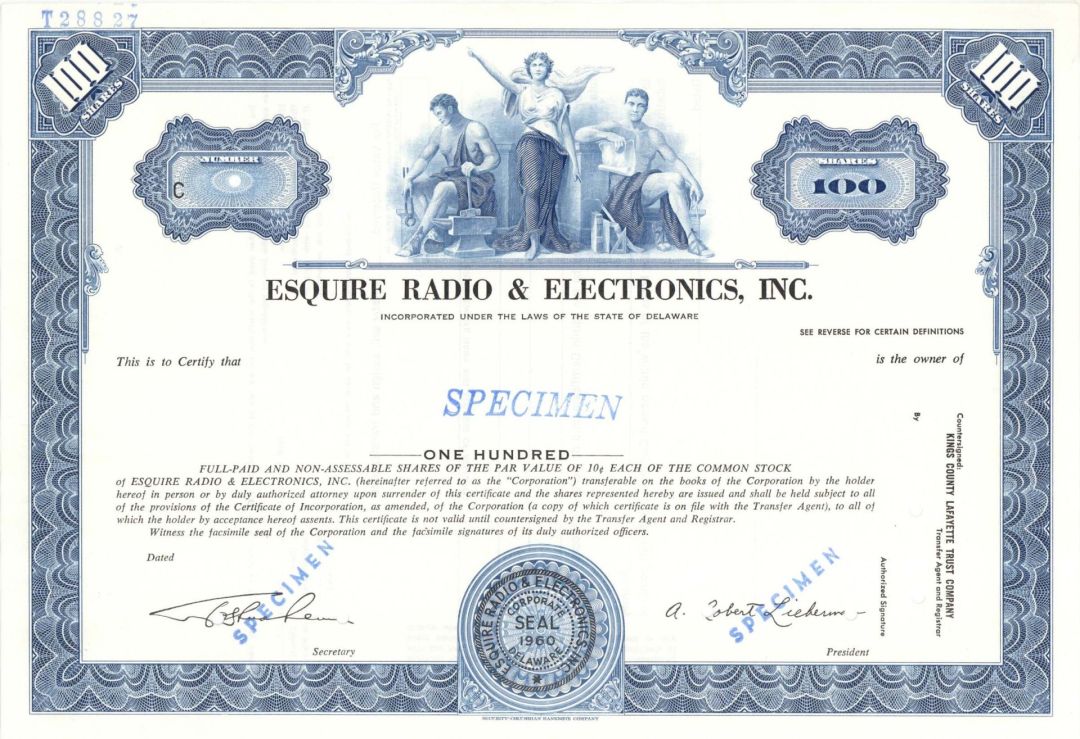 T28827
100 SHARES
100 SHARES
NUMBER
C
SHARES
100
ESQUIRE RADIO & ELECTRONICS, INC.
INCORPORATED UNDER THE LAWS OF THE STATE OF DELAWARE
SEE REVERSE FOR CERTAIN DEFINITIONS
This is to Certify that
is the owner of
SPECIMEN
ONE HUNDRED
FULL-PAID AND NON-ASSESSABLE SHARES OF THE PAR VALUE OF 10¢ EACH OF THE COMMON STOCK
of ESQUIRE RADIO & ELECTRONICS, INC. (hereinafter referred to as the "Corporation") transferable on the books of the Corporation by the holder
hereof in person or by duly authorized attorney upon surrender of this certificate and the shares represented hereby are issued and shall be held subject to all
of the provisions of the Certificate of Incorporation, as amended, of the Corporation (a copy of which certificate is on file with the Transfer Agent), to all of
which the holder by acceptance hereof assents. This certificate is not valid until countersigned by the Transfer Agent and Registrar.
Witness the facsimile seal of the Corporation and the facsimile signatures of its duly authorized officers.
Dated
SPECIMEN
Secretary
ESQUIRE RADIO & ELECTRONICS, INC.
CORPORATE
SEAL
1960
DELAWARE
SPECIMEN
A. Robert Lieberman
President
Countersigned:
KINGS COUNTY LAFAYETTE TRUST COMPANY
Transfer Agent and Registrar
By
Authorized Signature
SECURITY-COLUMBIAN BANKNOTE COMPANY